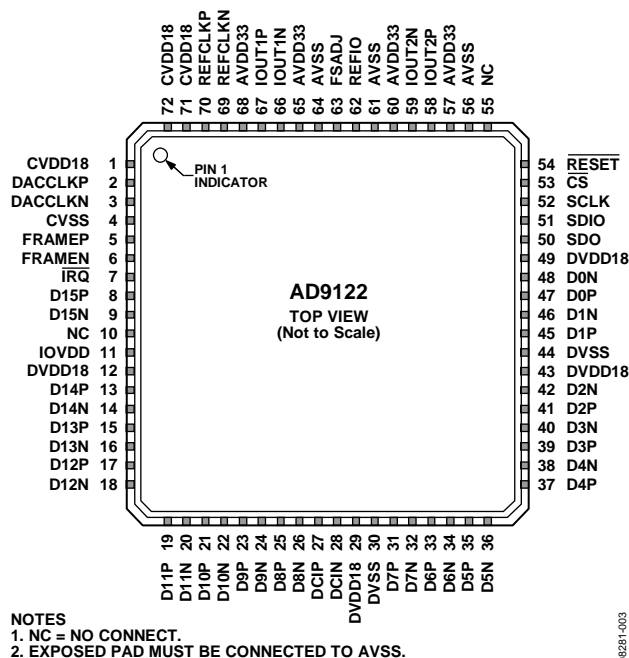 72 CVDD18
71 CVDD18
70 REFCLKP
69 REFCLKN
68 AVDD33
67 IOUT1P
66 IOUT1N
65 AVDD33
64 AVSS
63 FSADJ
62 REFIO
61 AVSS
60 AVDD33
59 IOUT2N
58 IOUT2P
57 AVDD33
56 AVSS
55 NC
CVDD18 1
DACCLKP 2
DACCLKN 3
CVSS 4
FRAMEP 5
FRAMEN 6
IRQ 7
D15P 8
D15N 9
NC 10
IOVDD 11
DVDD18 12
D14P 13
D14N 14
D13P 15
D13N 16
D12P 17
D12N 18
PIN 1
INDICATOR
AD9122
TOP VIEW
(Not to Scale)
54 RESET
53 CS
52 SCLK
51 SDIO
50 SDO
49 DVDD18
48 D0N
47 D0P
46 D1N
45 D1P
44 DVSS
43 DVDD18
42 D2N
41 D2P
40 D3N
39 D3P
38 D4N
37 D4P
D11P 19
D11N 20
D10P 21
D10N 22
D9P 23
D9N 24
D8P 25
D8N 26
DCIP 27
DCIN 28
DVDD18 29
DVSS 30
D7P 31
D7N 32
D6P 33
D6N 34
D5P 35
D5N 36
NOTES
1. NC = NO CONNECT.
2. EXPOSED PAD MUST BE CONNECTED TO AVSS.
8281-003